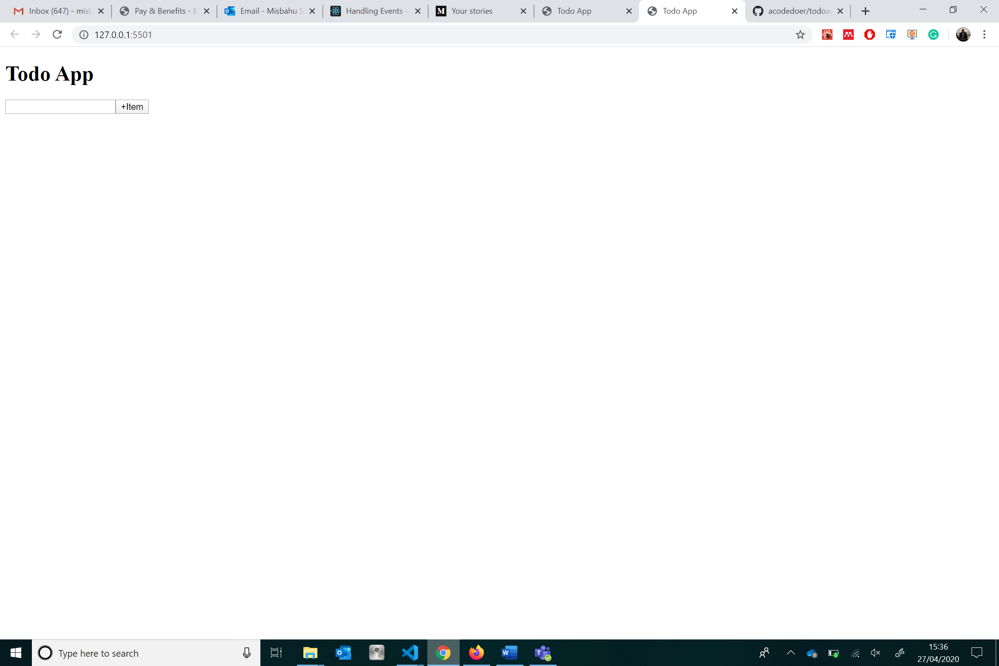 Inbox (647) - misb
Pay & Benefits - E
Email - Misbahu S
Handling Events –
Your stories
Todo App
Todo App
acodedoer/todoa
127.0.0.1:5501
Todo App
+Item
Type here to search
15:36
27/04/2020